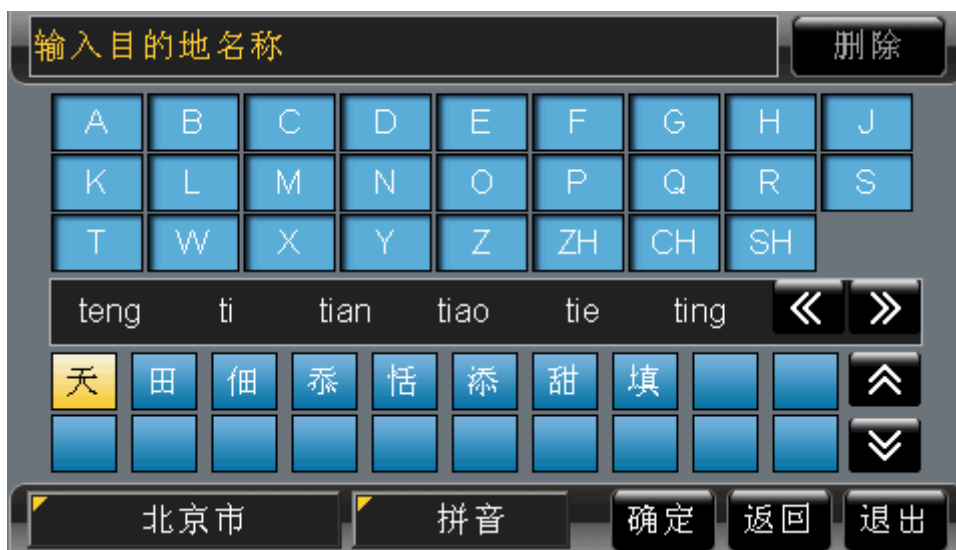 输入目的地名称 删除
A B C D E F G H J
K L M N O P Q R S
T W X Y Z ZH CH SH
teng ti tian tiao tie ting
天 田 佃 忝 恬 添 甜 填
北京市 拼音 确定 返回 退出